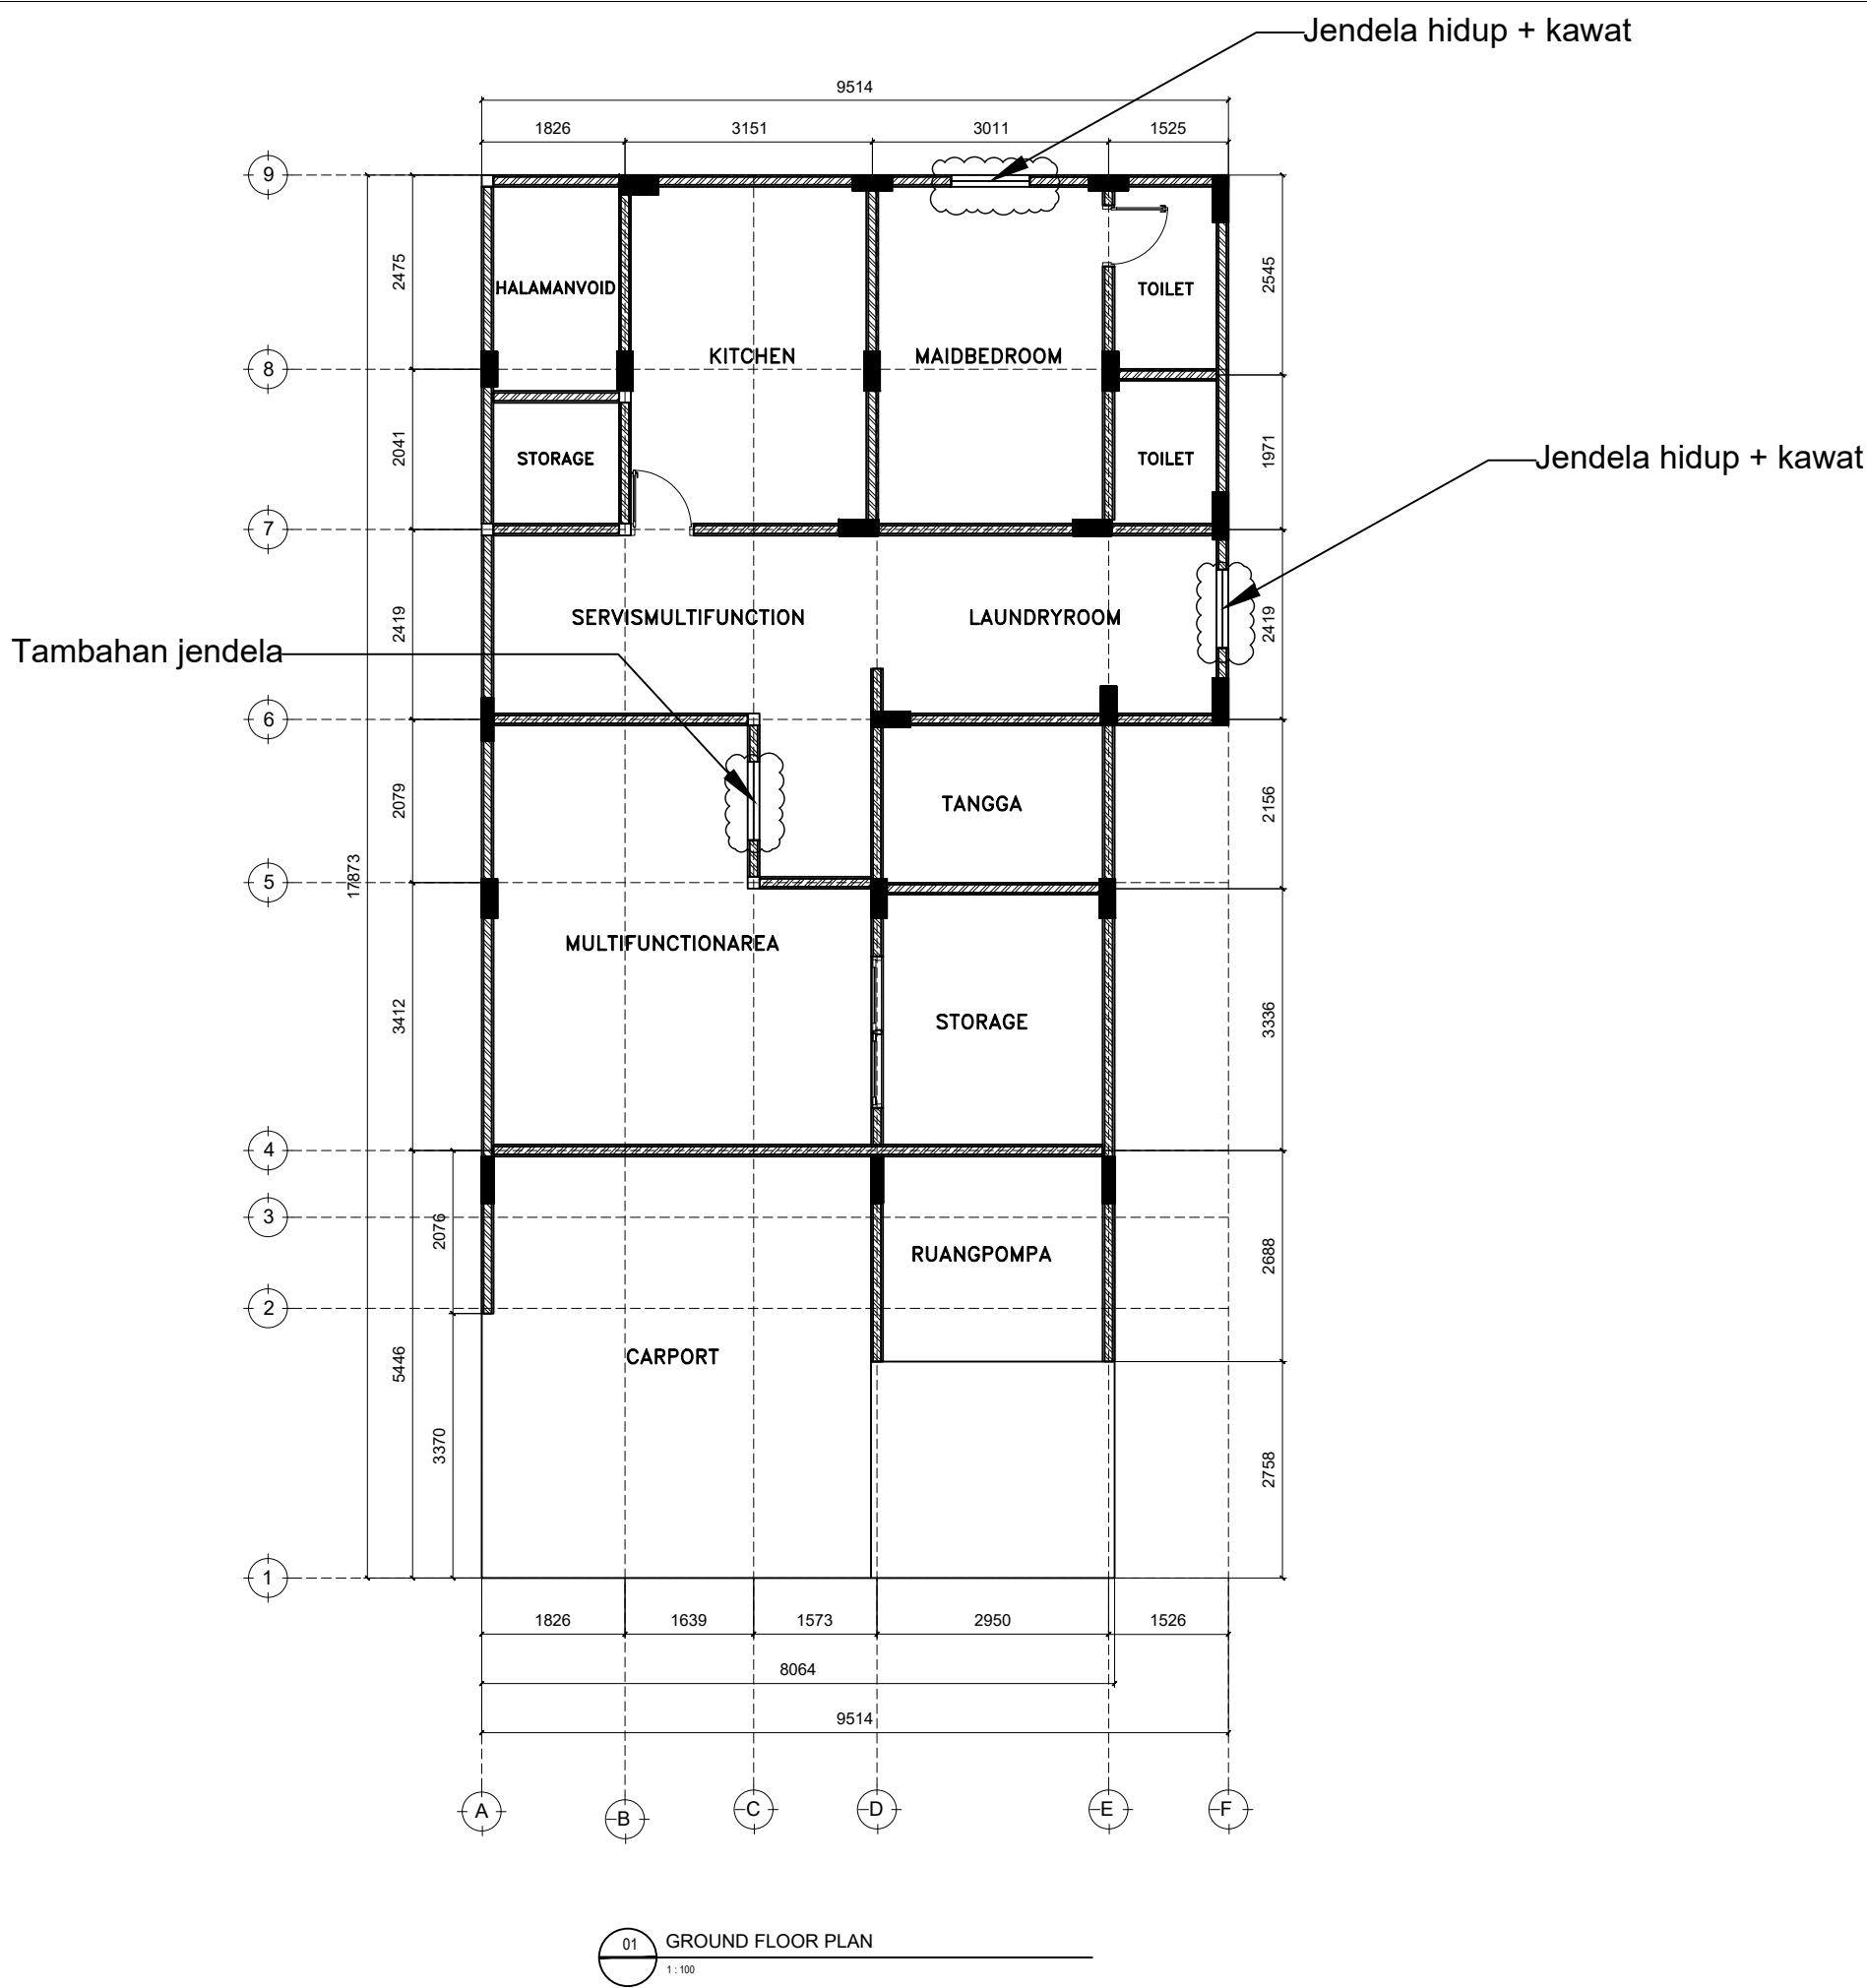 Jendela hidup + kawat
9514
1826
3151
3011
1525
9
2475
HALAMANVOID
TOILET
2545
KITCHEN
MAIDBEDROOM
8
2041
STORAGE
TOILET
1971
Jendela hidup + kawat
7
2419
SERVISMULTIFUNCTION
LAUNDRYROOM
2419
Tambahan jendela
6
2079
TANGGA
2156
17873
5
MULTIFUNCTIONAREA
3412
STORAGE
3336
4
3
2076
RUANGPOMPA
2688
2
5446
CARPORT
3370
2758
1
1826
1639
1573
2950
1526
8064
9514
A
B
C
D
E
F
01
GROUND FLOOR PLAN
1 : 100